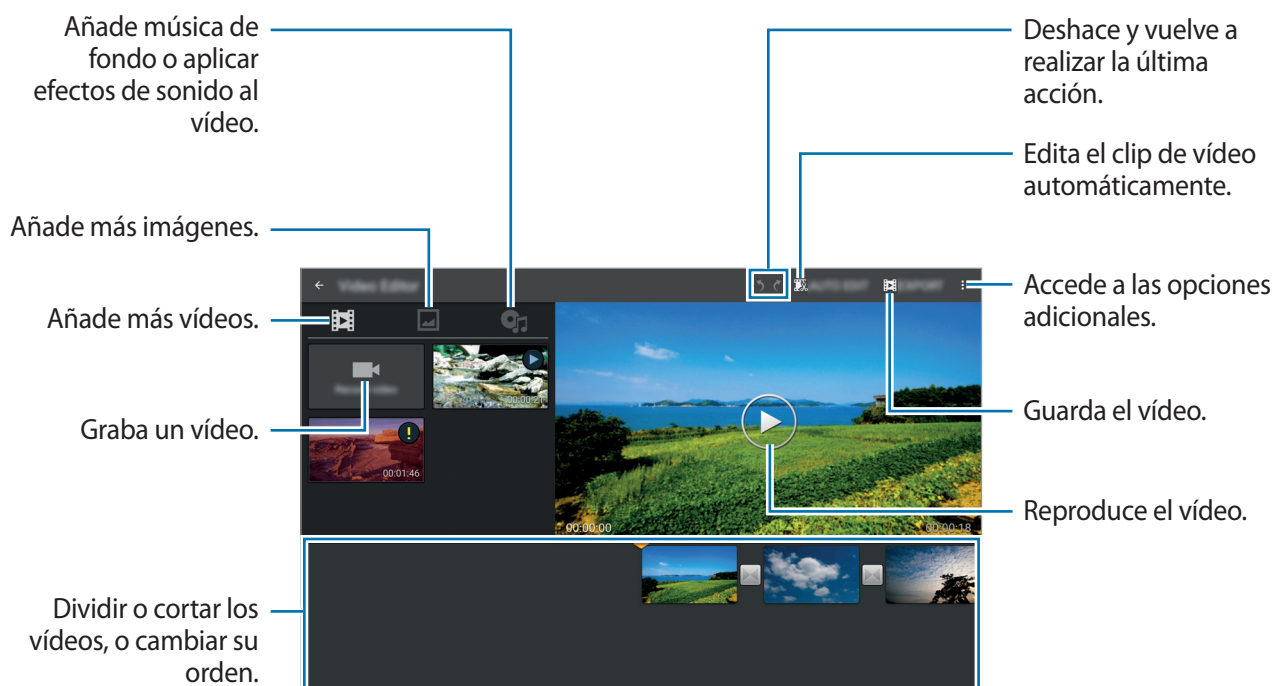 Añade música de
fondo o aplicar
efectos de sonido al
vídeo.
Añade más imágenes.
Añade más vídeos.
Graba un vídeo.
Dividir o cortar los
vídeos, o cambiar su
orden.
Deshace y vuelve a
realizar la última
acción.
Edita el clip de vídeo
automáticamente.
Accede a las opciones
adicionales.
Guarda el vídeo.
Reproduce el vídeo.
Video Editor
AUTO EDIT
EXPORT
00:00:21
00:01:46
00:00:00
00:00:18